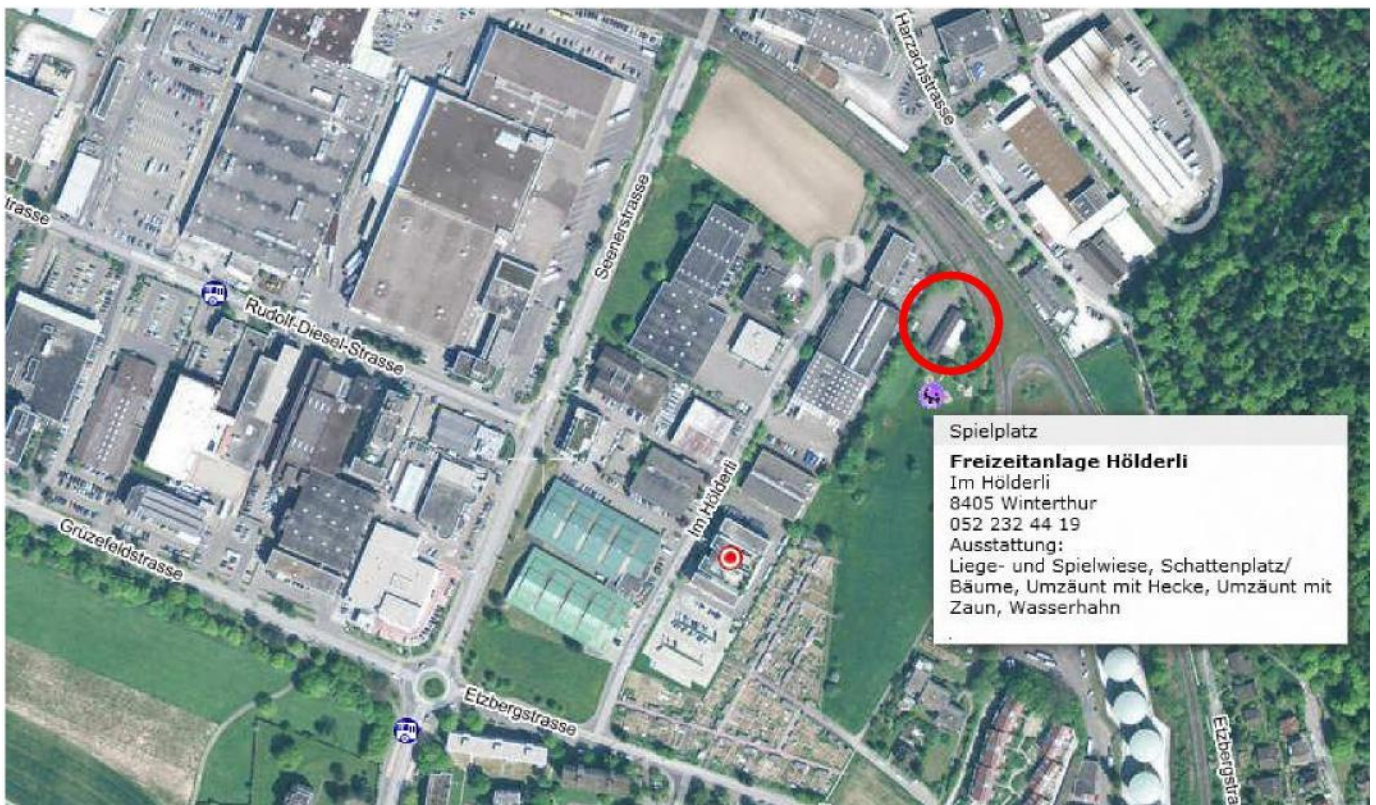 Harzachstrasse
Seenerstrasse
trasse
Rudolf-Diesel-Strasse
Spielplatz
Freizeitanlage Hölderli
Im Hölderli
8405 Winterthur
052 232 44 19
Ausstattung:
Liege- und Spielwiese, Schattenplatz/
Bäume, Umzäunt mit Hecke, Umzäunt mit
Zaun, Wasserhahn
Im Hölderli
Grüzefeldstrasse
Etzbergstrasse
Etzbergstra